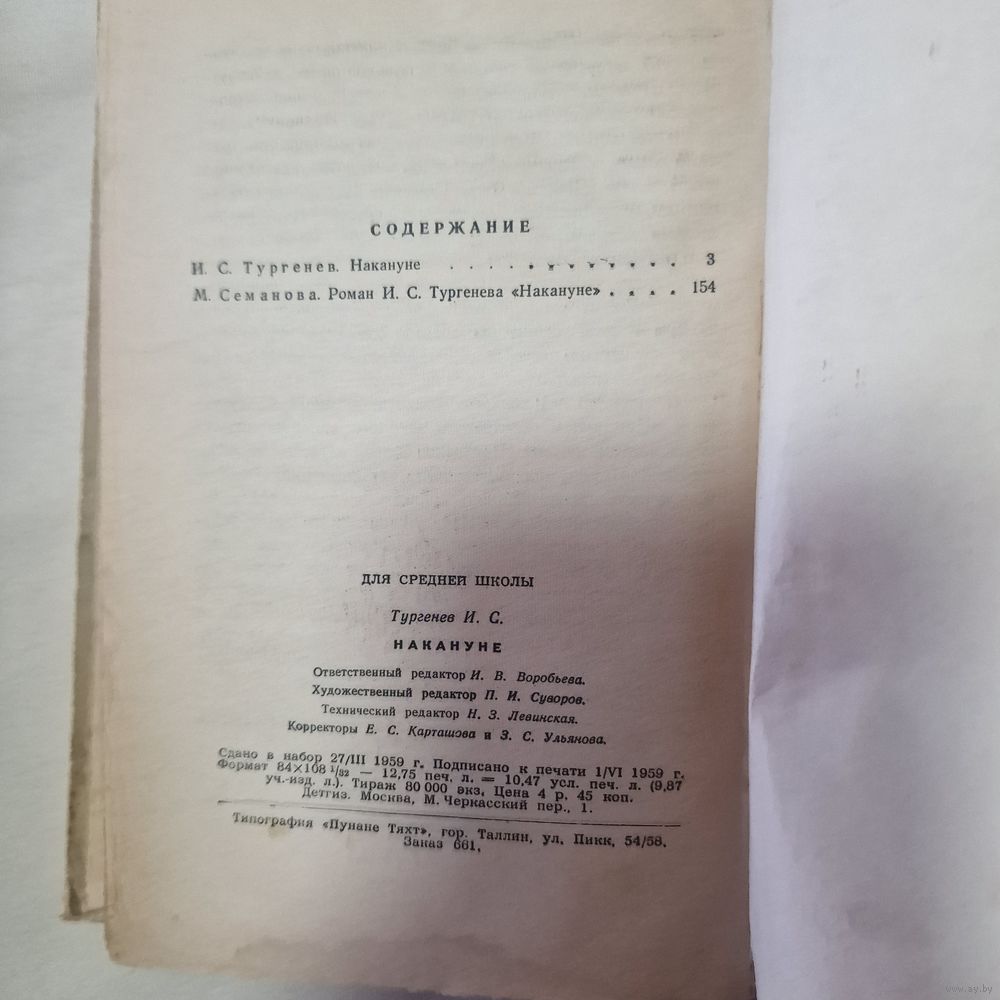 СОДЕРЖАНИЕ
И. С. Тургенев. Накануне . . . . . . . . . . . . . 3
М. Семанова. Роман И. С. Тургенева «Накануне» . . . . 154
ДЛЯ СРЕДНЕЙ ШКОЛЫ
Тургенев И. С.
НАКАНУНЕ
Ответственный редактор И. В. Воробьева.
Художественный редактор П. И. Суворов.
Технический редактор Н. З. Левинская.
Корректоры Е. С. Карташова и З. С. Ульянова.
Сдано в набор 27/III 1959 г. Подписано к печати 1/VI 1959 г.
Формат 84×108 1/32 — 12,75 печ. л. = 10,47 усл. печ. л. (9,87
уч.-изд. л.). Тираж 80 000 экз. Цена 4 р. 45 коп.
Детгиз. Москва, М. Черкасский пер., 1.
Типография «Пунане Тяхт», гор. Таллин, ул. Пикк, 54/58.
Заказ 661.
www.ay.by